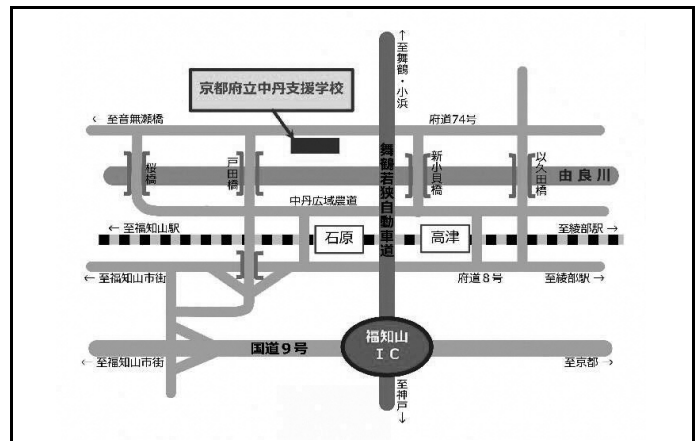 ↑至舞鶴・小浜
京都府立中丹支援学校
← 至音無瀬橋
府道74号
桜橋
戸田橋
舞鶴若狭自動車道
新小貝橋
以久田橋
由良川
中丹広域農道
← 至福知山駅
石原
高津
至綾部駅 →
← 至福知山市街
府道8号
至綾部駅 →
国道9号
福知山
IC
← 至福知山市街
至京都 →
至神戸↓